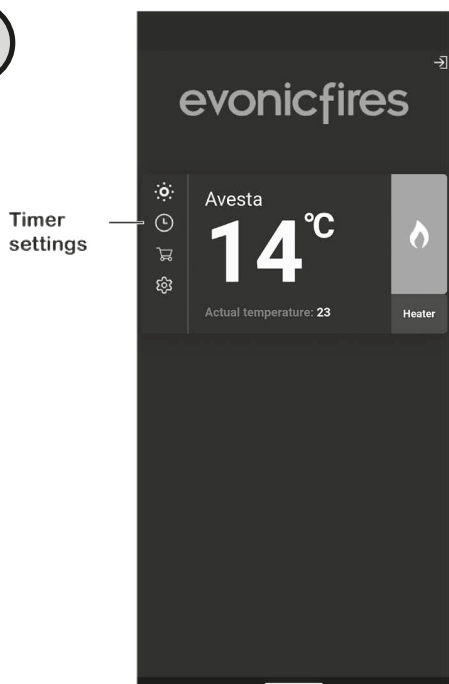 evonicfires
Timer
settings
Avesta
14°C
Actual temperature: 23
Heater